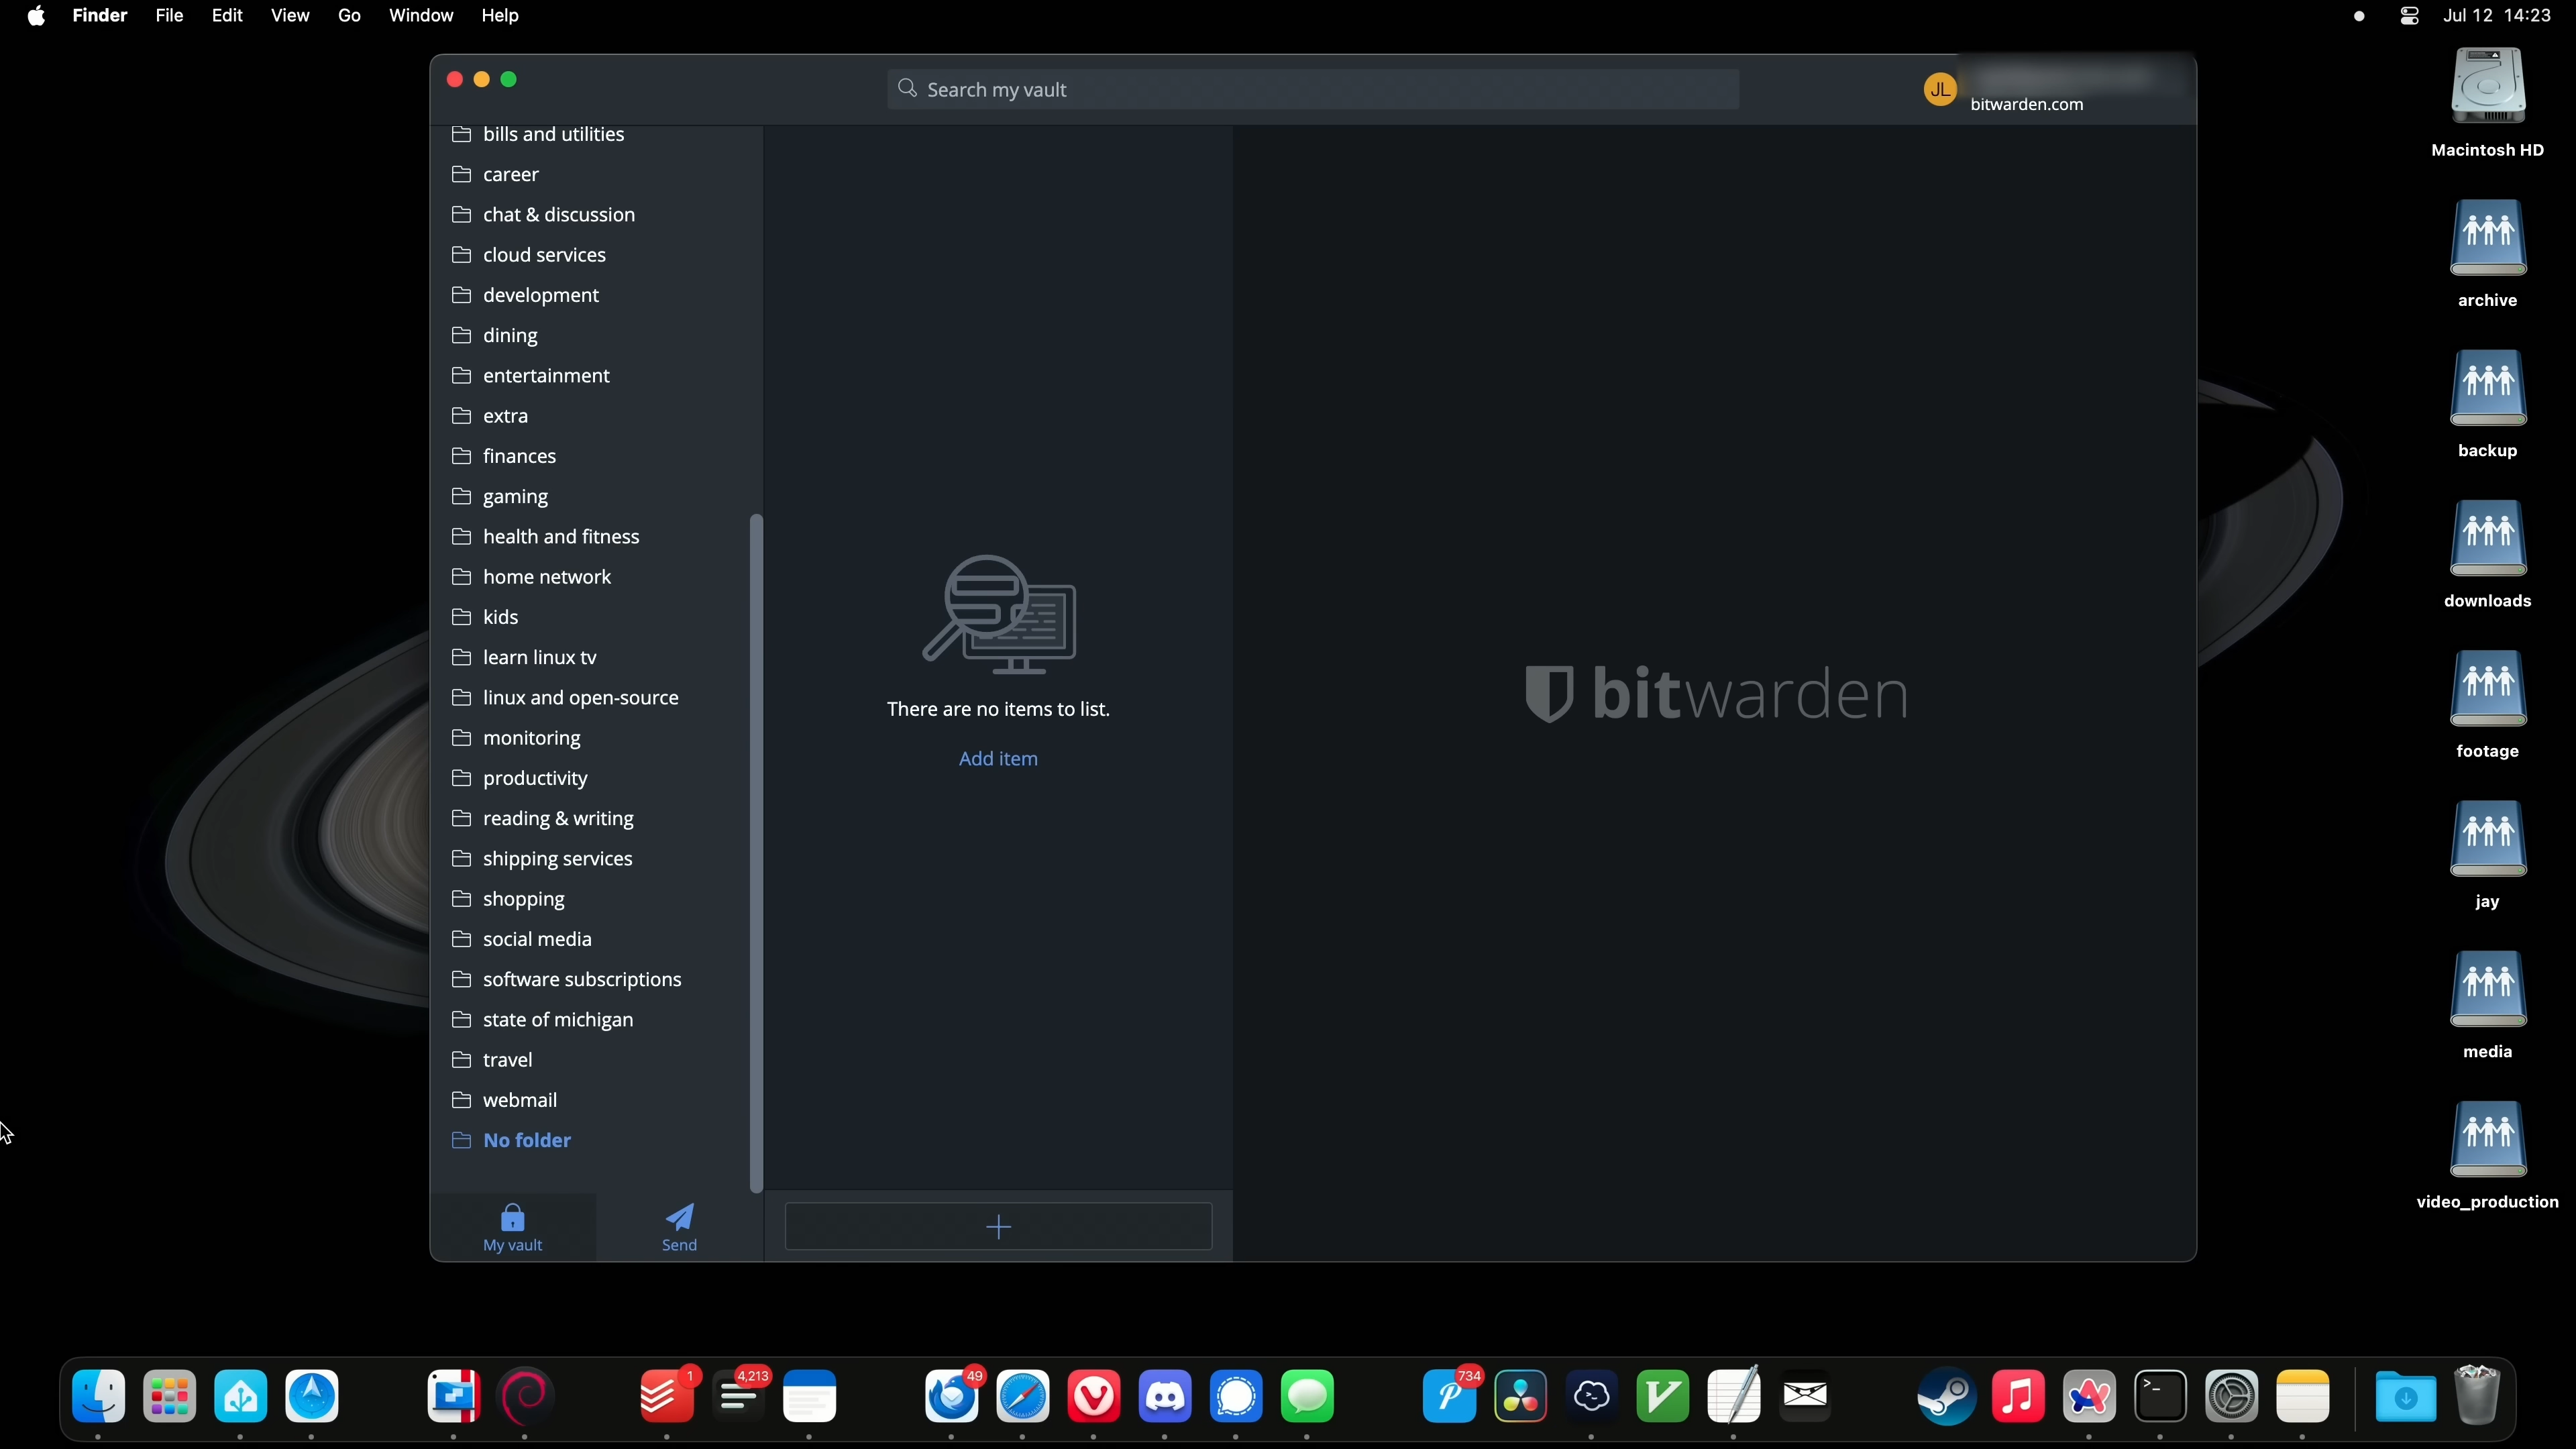 Finder File Edit View Go Window Help
Jul 12 14:23
Search my vault
JL
bitwarden.com
bills and utilities
career
chat & discussion
cloud services
development
dining
entertainment
extra
finances
gaming
health and fitness
home network
kids
learn linux tv
linux and open-source
monitoring
productivity
reading & writing
shipping services
shopping
social media
software subscriptions
state of michigan
travel
webmail
No folder
My vault
Send
There are no items to list.
Add item
bitwarden
Macintosh HD
archive
backup
downloads
footage
jay
media
video_production
1
4,213
49
734